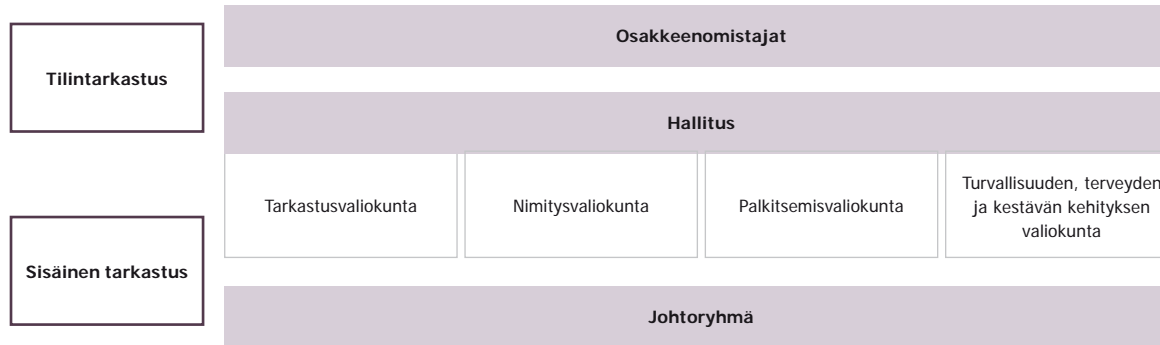 Tilintarkastus
Sisäinen tarkastus
Osakkeenomistajat
Hallitus
Tarkastusvaliokunta
Nimitysvaliokunta
Palkitsemisvaliokunta
Turvallisuuden, terveyden
ja kestävän kehityksen
valiokunta
Johtoryhmä